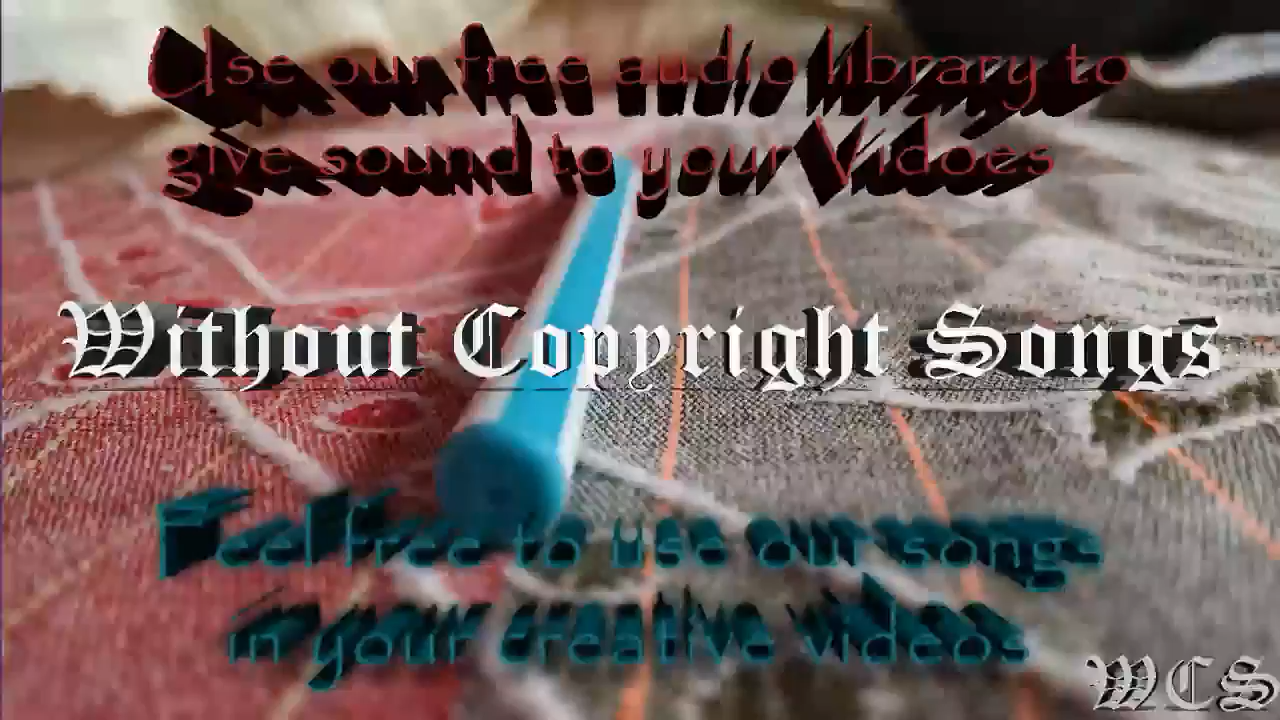 Use our free audio library to
give sound to your Vidoes
Without Copyright Songs
Feel free to use our songs
in your creative videos
WCS